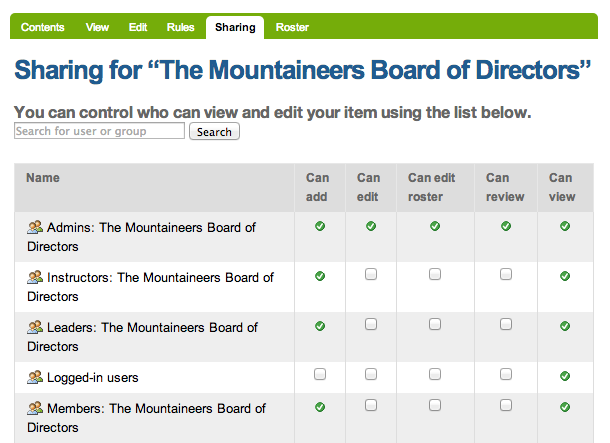 Contents View Edit Rules Sharing Roster
Sharing for “The Mountaineers Board of Directors”
You can control who can view and edit your item using the list below.
Search for user or group Search
Name Can add Can edit Can edit roster Can review Can view
Admins: The Mountaineers Board of
Directors
Instructors: The Mountaineers Board of
Directors
Leaders: The Mountaineers Board of
Directors
Logged-in users
Members: The Mountaineers Board of
Directors